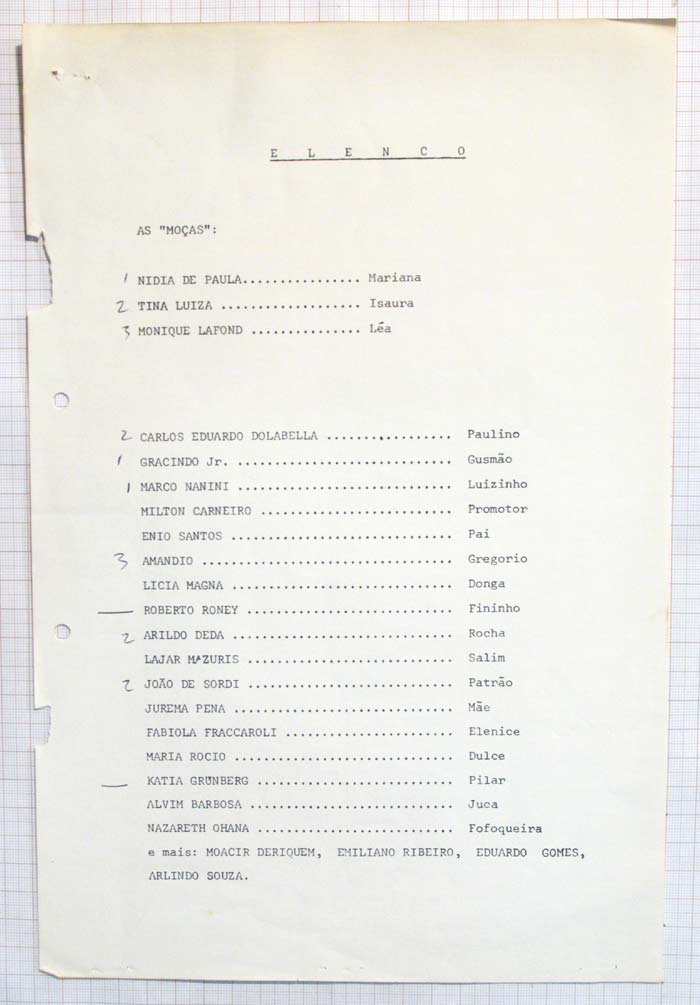 E L E N C O
AS "MOÇAS":
1 NIDIA DE PAULA................ Mariana
2 TINA LUIZA ................... Isaura
3 MONIQUE LAFOND ............... Léa
2 CARLOS EDUARDO DOLABELLA .................. Paulino
1 GRACINDO Jr. .............................. Gusmão
1 MARCO NANINI .............................. Luizinho
MILTON CARNEIRO .......................... Promotor
ENIO SANTOS .............................. Pai
3 AMANDIO .................................. Gregorio
LICIA MAGNA .............................. Donga
— ROBERTO RONEY ............................ Fininho
2 ARILDO DEDA .............................. Rocha
LAJAR MAZURIS ............................ Salim
2 JOÃO DE SORDI ............................ Patrão
JUREMA PENA .............................. Mãe
FABIOLA FRACCAROLI ....................... Elenice
MARIA ROCIO .............................. Dulce
— KATIA GRÜNBERG ........................... Pilar
ALVIM BARBOSA ............................ Juca
NAZARETH OHANA ........................... Fofoqueira
e mais: MOACIR DERIQUEM, EMILIANO RIBEIRO, EDUARDO GOMES,
ARLINDO SOUZA.